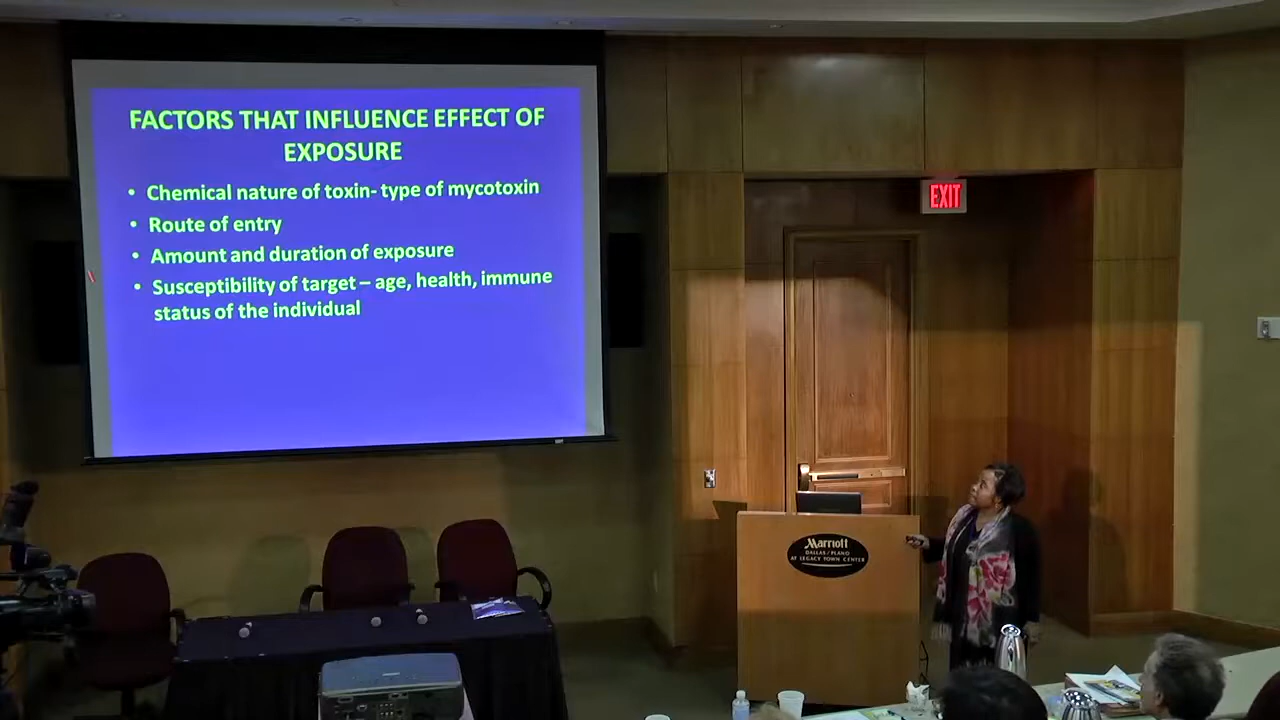 FACTORS THAT INFLUENCE EFFECT OF
EXPOSURE
• Chemical nature of toxin- type of mycotoxin
• Route of entry
• Amount and duration of exposure
• Susceptibility of target – age, health, immune
status of the individual
EXIT
Marriott
DALLAS/PLANO
AT LEGACY TOWN CENTER